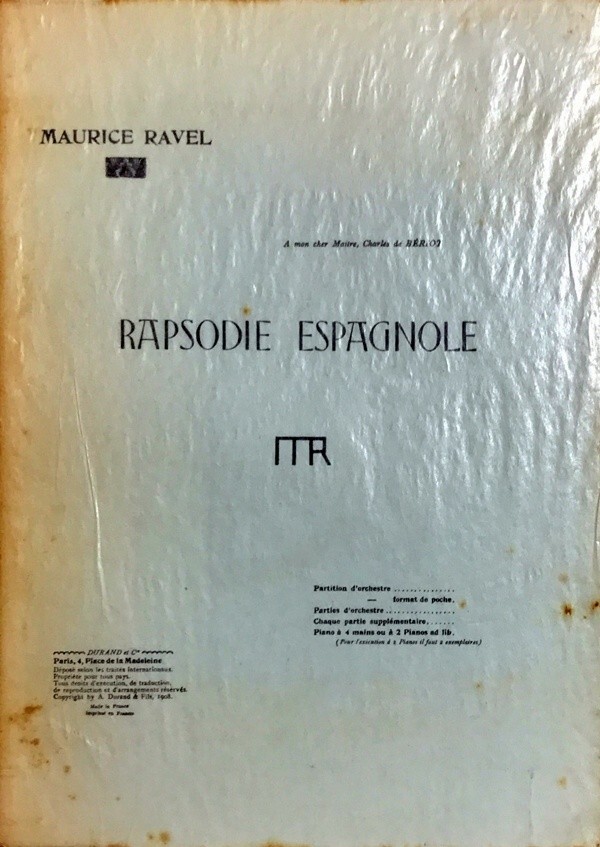 MAURICE RAVEL
A mon cher Maître, Charles de BÉRIOT
RAPSODIE ESPAGNOLE
MR
Partition d'orchestre ...............
— format de poche.
Parties d'orchestre .................
Chaque partie supplémentaire. ......
Piano à 4 mains ou à 2 Pianos ad lib.
(Pour l'exécution à 2 Pianos il faut 2 exemplaires)
DURAND et Cie
Paris, 4, Place de la Madeleine
Déposé selon les traités internationaux.
Propriété pour tous pays.
Tous droits d'exécution, de traduction,
de reproduction et d'arrangements réservés.
Copyright by A. Durand & Fils, 1908.
Made in France
Imprimé en France